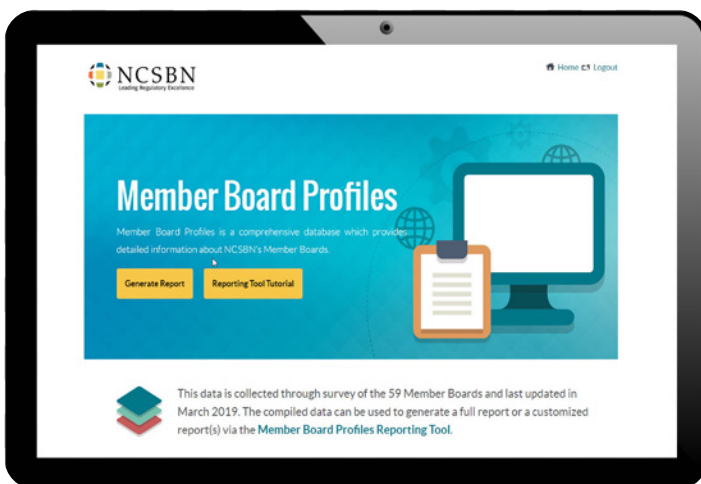 NCSBN
Leading Regulatory Excellence
Home Logout
Member Board Profiles
Member Board Profiles is a comprehensive database which provides
detailed information about NCSBN's Member Boards.
Generate Report Reporting Tool Tutorial
This data is collected through survey of the 59 Member Boards and last updated in
March 2019. The compiled data can be used to generate a full report or a customized
report(s) via the Member Board Profiles Reporting Tool.